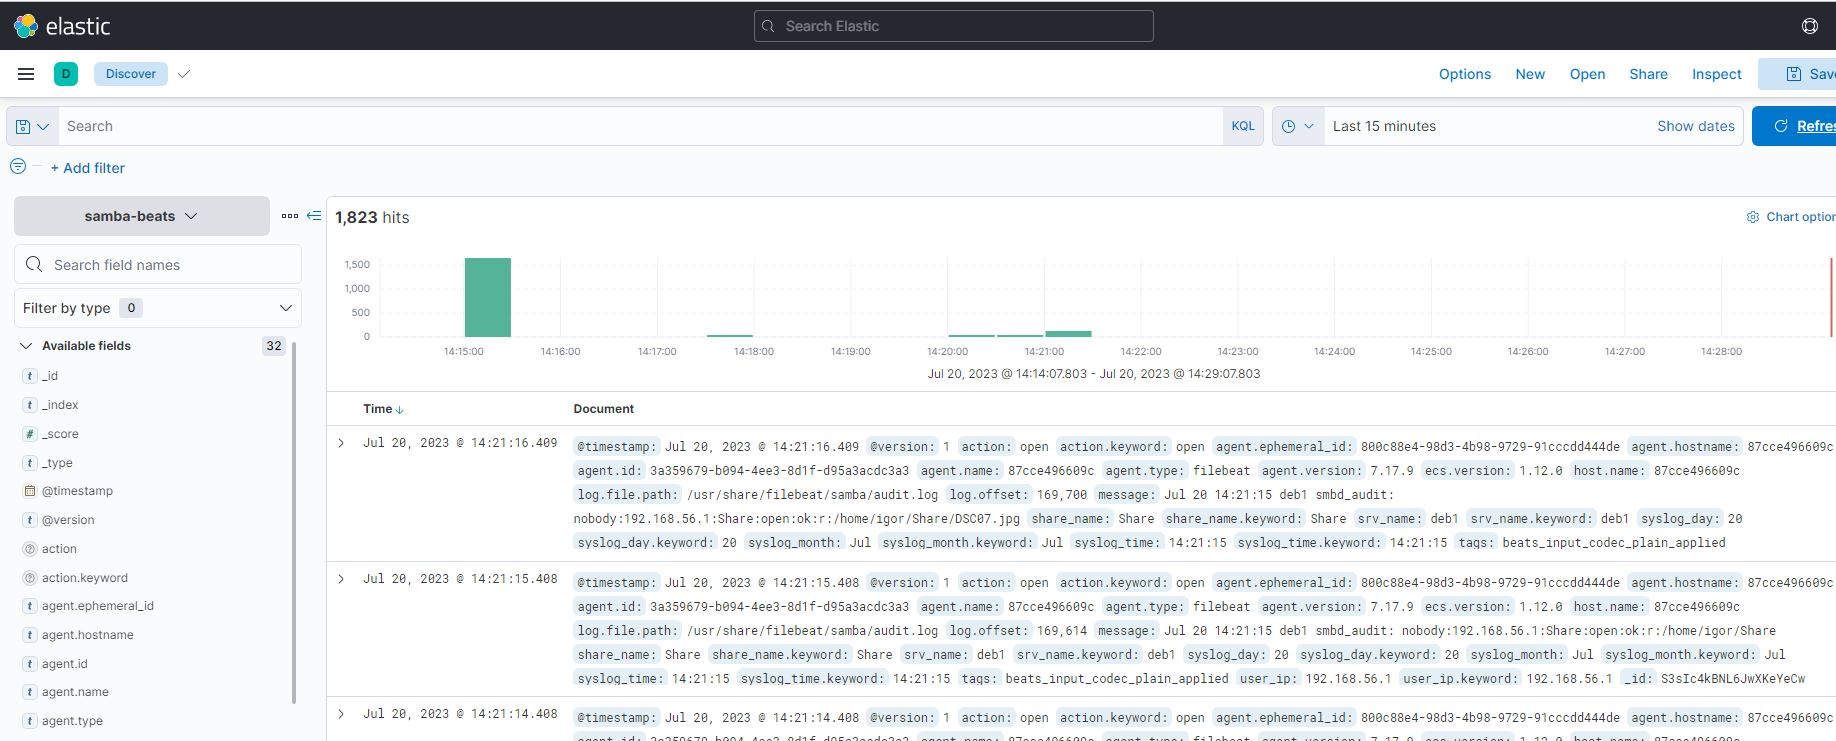 elastic
Search Elastic
D Discover
Options New Open Share Inspect Save
Search
KQL
Last 15 minutes
Show dates
Refres
+ Add filter
samba-beats
1,823 hits
Chart option
Search field names
Filter by type 0
Available fields 32
t _id
t _index
# _score
t _type
@timestamp
t @version
action
action.keyword
t agent.ephemeral_id
t agent.hostname
t agent.id
t agent.name
t agent.type
1,500
1,000
500
0
14:15:00 14:16:00 14:17:00 14:18:00 14:19:00 14:20:00 14:21:00 14:22:00 14:23:00 14:24:00 14:25:00 14:26:00 14:27:00 14:28:00
Jul 20, 2023 @ 14:14:07.803 - Jul 20, 2023 @ 14:29:07.803
Time Document
Jul 20, 2023 @ 14:21:16.409
@timestamp: Jul 20, 2023 @ 14:21:16.409 @version: 1 action: open action.keyword: open agent.ephemeral_id: 800c88e4-98d3-4b98-9729-91cccdd444de agent.hostname: 87cce496609c
agent.id: 3a359679-b094-4ee3-8d1f-d95a3acdc3a3 agent.name: 87cce496609c agent.type: filebeat agent.version: 7.17.9 ecs.version: 1.12.0 host.name: 87cce496609c
log.file.path: /usr/share/filebeat/samba/audit.log log.offset: 169,700 message: Jul 20 14:21:15 deb1 smbd_audit:
nobody:192.168.56.1:Share:open:ok:r:/home/igor/Share/DSC07.jpg share_name: Share share_name.keyword: Share srv_name: deb1 srv_name.keyword: deb1 syslog_day: 20
syslog_day.keyword: 20 syslog_month: Jul syslog_month.keyword: Jul syslog_time: 14:21:15 syslog_time.keyword: 14:21:15 tags: beats_input_codec_plain_applied
Jul 20, 2023 @ 14:21:15.408
@timestamp: Jul 20, 2023 @ 14:21:15.408 @version: 1 action: open action.keyword: open agent.ephemeral_id: 800c88e4-98d3-4b98-9729-91cccdd444de agent.hostname: 87cce496609c
agent.id: 3a359679-b094-4ee3-8d1f-d95a3acdc3a3 agent.name: 87cce496609c agent.type: filebeat agent.version: 7.17.9 ecs.version: 1.12.0 host.name: 87cce496609c
log.file.path: /usr/share/filebeat/samba/audit.log log.offset: 169,614 message: Jul 20 14:21:15 deb1 smbd_audit: nobody:192.168.56.1:Share:open:ok:r:/home/igor/Share
share_name: Share share_name.keyword: Share srv_name: deb1 srv_name.keyword: deb1 syslog_day: 20 syslog_day.keyword: 20 syslog_month: Jul syslog_month.keyword: Jul
syslog_time: 14:21:15 syslog_time.keyword: 14:21:15 tags: beats_input_codec_plain_applied user_ip: 192.168.56.1 user_ip.keyword: 192.168.56.1 _id: S3sIc4kBNL6JwXKeYeCw
Jul 20, 2023 @ 14:21:14.408
@timestamp: Jul 20, 2023 @ 14:21:14.408 @version: 1 action: open action.keyword: open agent.ephemeral_id: 800c88e4-98d3-4b98-9729-91cccdd444de agent.hostname: 87cce496609c